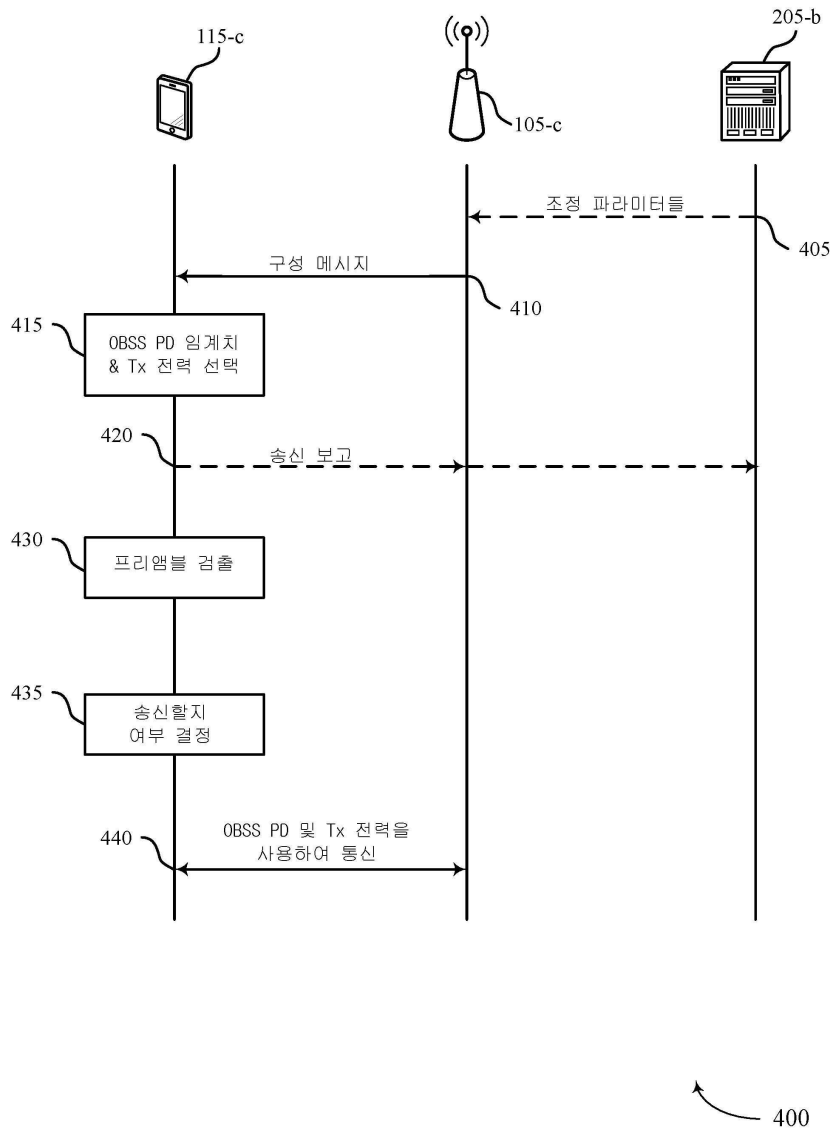 115-c
105-c
205-b
조정 파라미터들
405
구성 메시지
410
415
OBSS PD 임계치
& Tx 전력 선택
420
송신 보고
430
프리앰블 검출
435
송신할지
여부 결정
440
OBSS PD 및 Tx 전력을
사용하여 통신
400